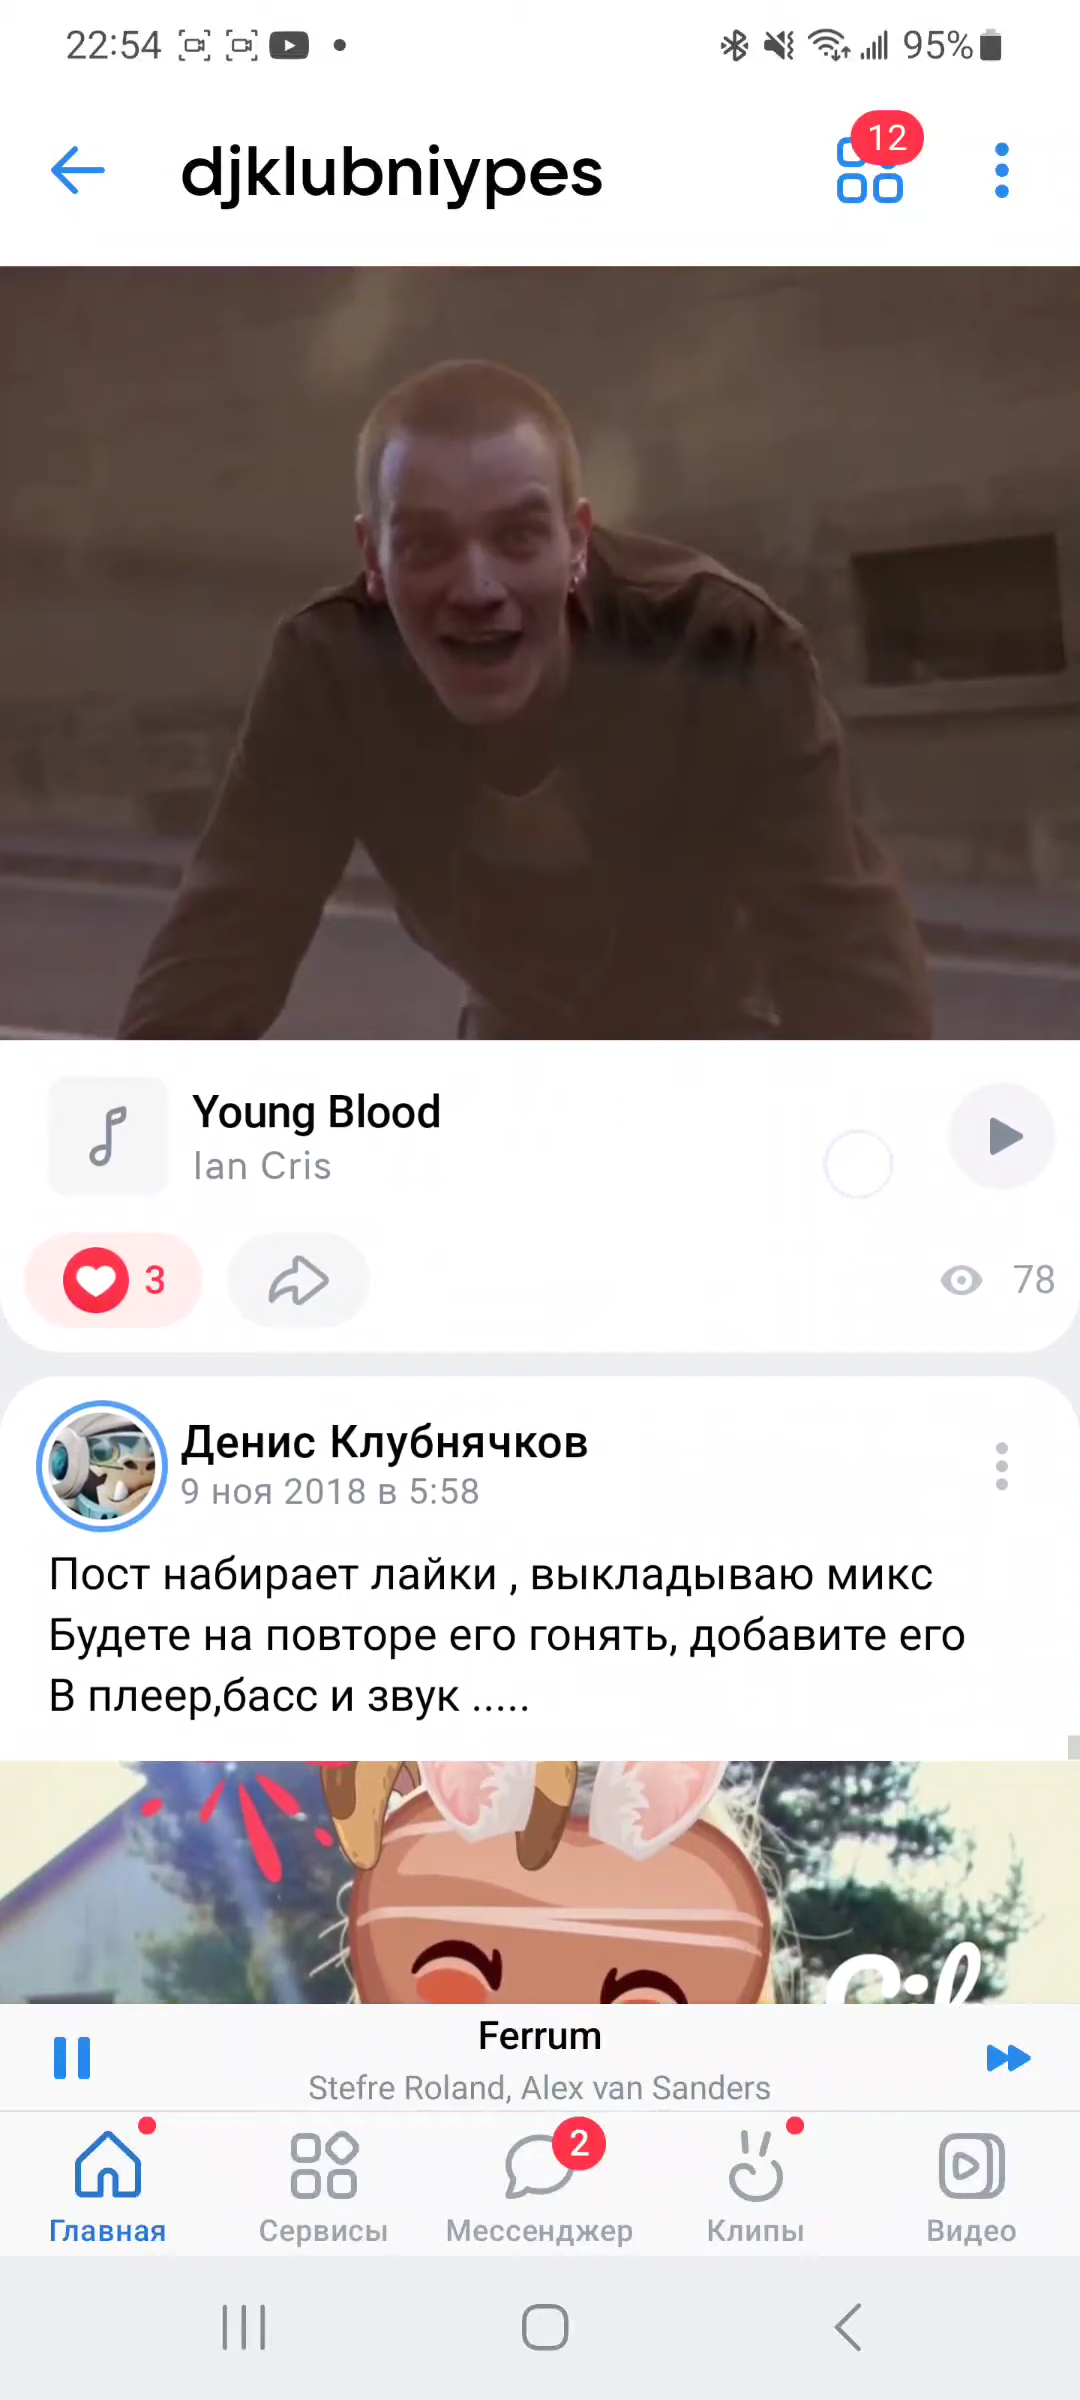 22:54
95%
djklubniypes
12
Young Blood
Ian Cris
3
78
Денис Клубнячков
9 ноя 2018 в 5:58
Пост набирает лайки , выкладываю микс
Будете на повторе его гонять, добавите его
В плеер,басс и звук .....
Ferrum
Stefre Roland, Alex van Sanders
2
Главная
Сервисы
Мессенджер
Клипы
Видео